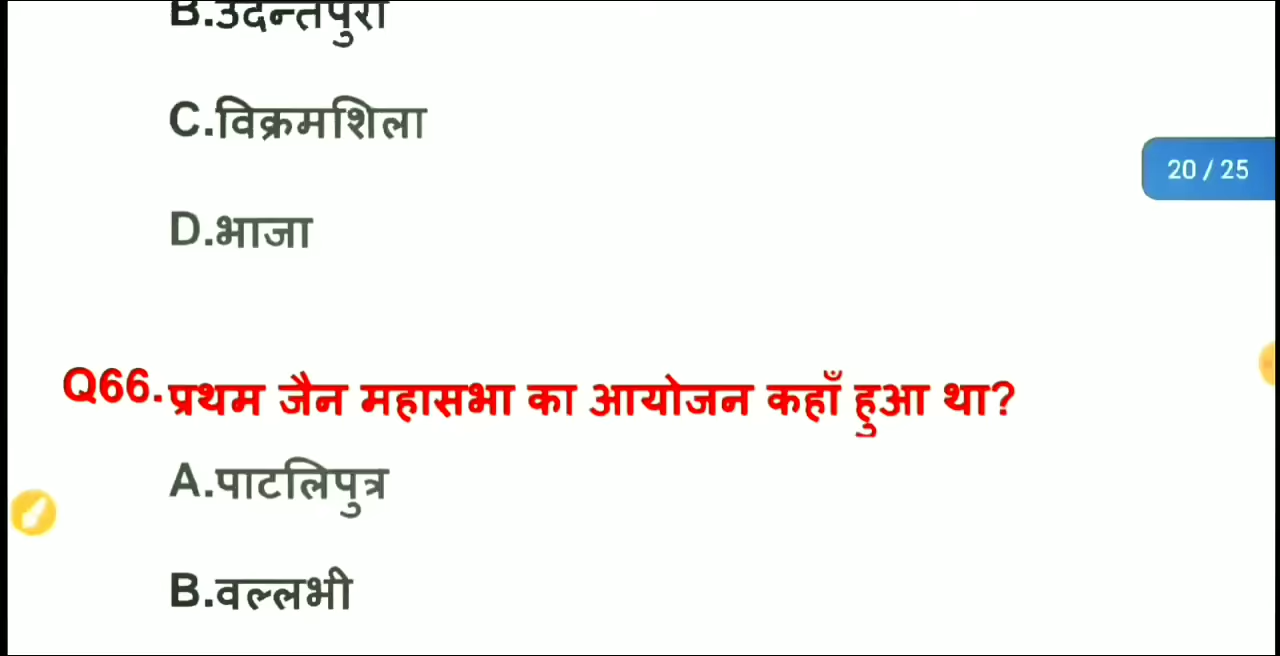 B.उदन्तपुरी
C.विक्रमशिला
20 / 25
D.भाजा
Q66.प्रथम जैन महासभा का आयोजन कहाँ हुआ था?
A.पाटलिपुत्र
B.वल्लभी